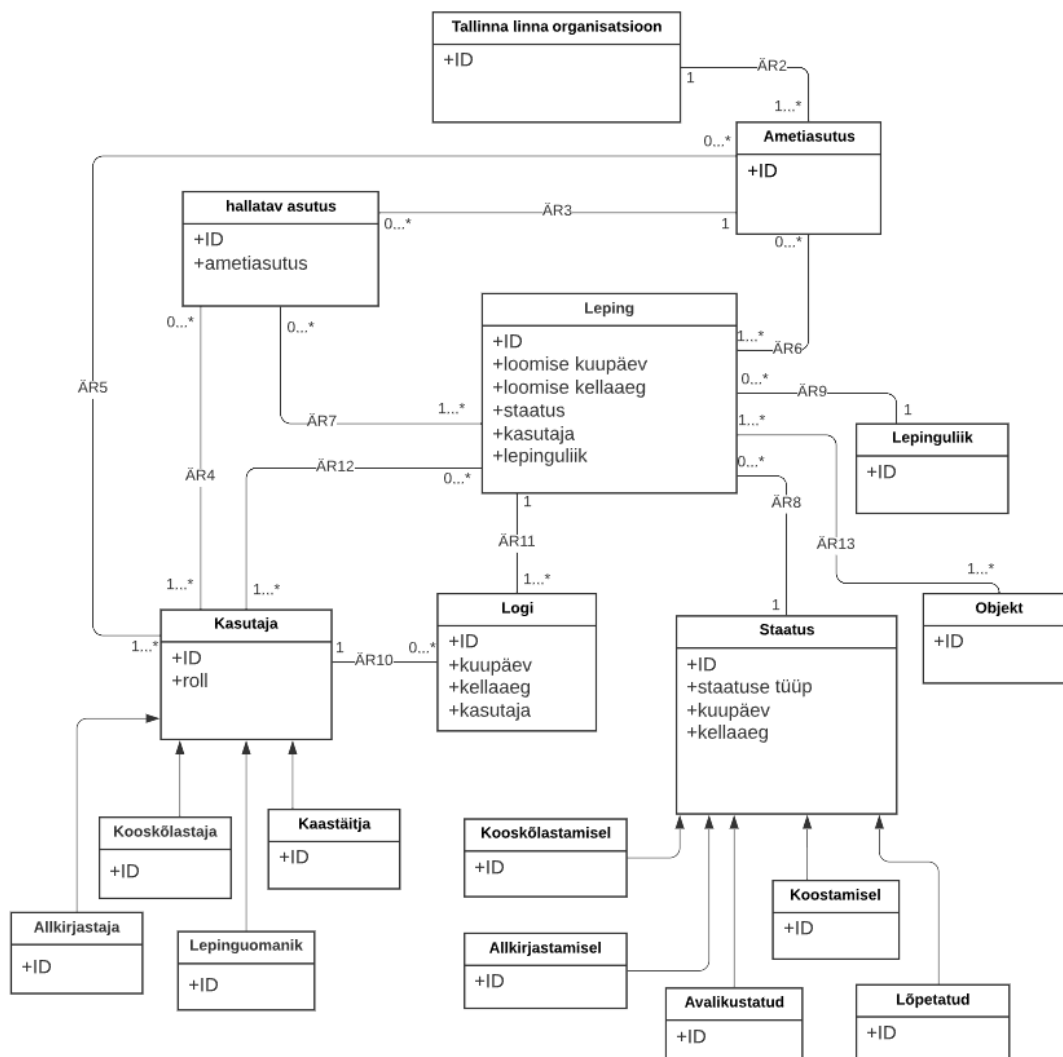 Tallinna linna organisatsioon
+ID
1
ÄR2
1...*
Ametiasutus
+ID
0...*
1
0...*
hallatav asutus
+ID
+ametiasutus
0...*
ÄR3
0...*
0...*
Leping
+ID
+loomise kuupäev
+loomise kellaaeg
+staatus
+kasutaja
+lepinguliik
1...*
ÄR6
0...*
ÄR9
1
1...*
0...*
Lepinguliik
+ID
ÄR5
1...*
ÄR7
ÄR4
ÄR12
0...*
1
ÄR8
ÄR11
ÄR13
1...*
1...*
1...*
1...*
1
1...*
Kasutaja
+ID
+roll
1
ÄR10
0...*
Logi
+ID
+kuupäev
+kellaaeg
+kasutaja
Staatus
+ID
+staatuse tüüp
+kuupäev
+kellaaeg
Objekt
+ID
Kooskõlastaja
+ID
Kaastäitja
+ID
Allkirjastaja
+ID
Lepinguomanik
+ID
Kooskõlastamisel
+ID
Koostamisel
+ID
Allkirjastamisel
+ID
Avalikustatud
+ID
Lõpetatud
+ID